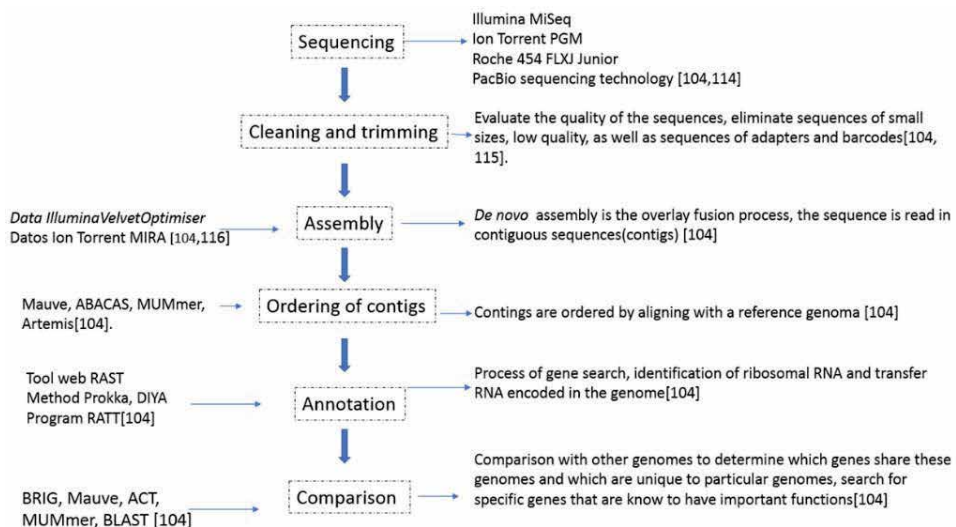 Sequencing
Illumina MiSeq
Ion Torrent PGM
Roche 454 FLXJ Junior
PacBio sequencing technology [104,114]
Cleaning and trimming
Evaluate the quality of the sequences, eliminate sequences of small
sizes, low quality, as well as sequences of adapters and barcodes[104,
115].
Data IlluminaVelvetOptimiser
Datos Ion Torrent MIRA [104,116]
Assembly
De novo assembly is the overlay fusion process, the sequence is read in
contiguous sequences(contigs) [104]
Mauve, ABACAS, MUMmer,
Artemis[104].
Ordering of contigs
Contings are ordered by aligning with a reference genoma [104]
Tool web RAST
Method Prokka, DIYA
Program RATT[104]
Annotation
Process of gene search, identification of ribosomal RNA and transfer
RNA encoded in the genome[104]
BRIG, Mauve, ACT,
MUMmer, BLAST [104]
Comparison
Comparison with other genomes to determine which genes share these
genomes and which are unique to particular genomes, search for
specific genes that are know to have important functions[104]